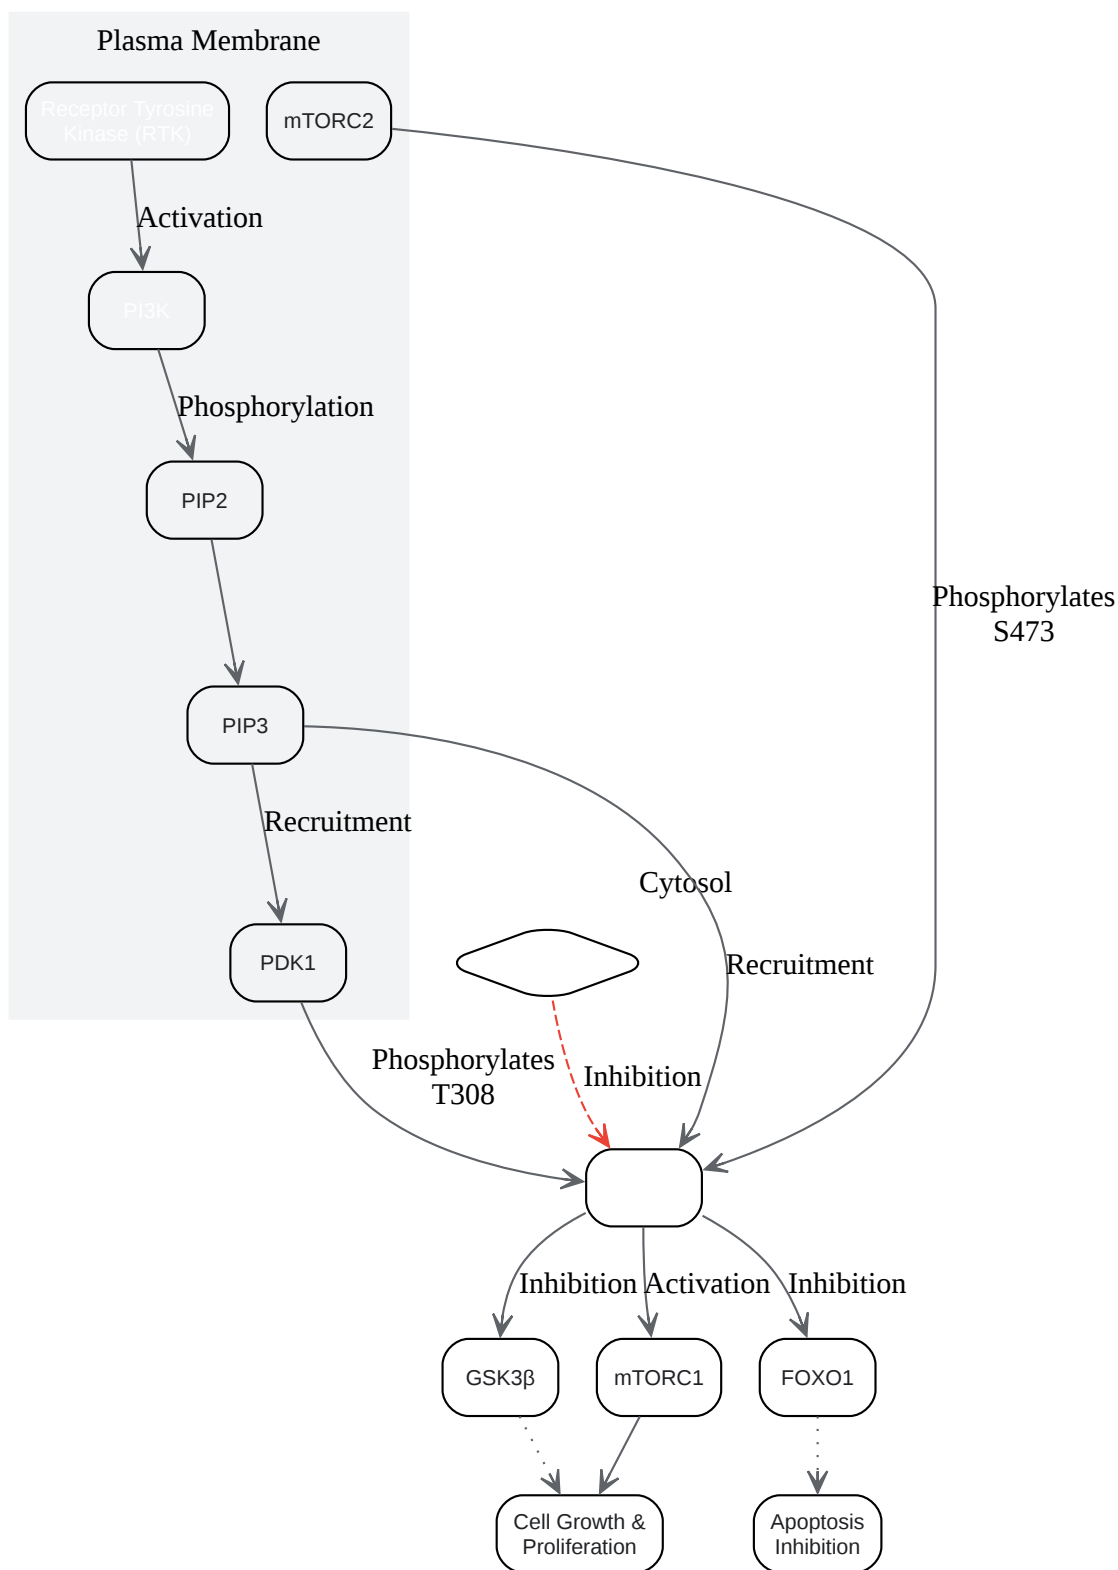 Plasma Membrane
Receptor Tyrosine
Kinase (RTK)
mTORC2
Activation
PI3K
Phosphorylation
PIP2
Phosphorylates
S473
PIP3
Recruitment
Cytosol
PDK1
Recruitment
Phosphorylates
T308
Inhibition
Inhibition
Activation
Inhibition
GSK3β
mTORC1
FOXO1
Cell Growth &
Proliferation
Apoptosis
Inhibition